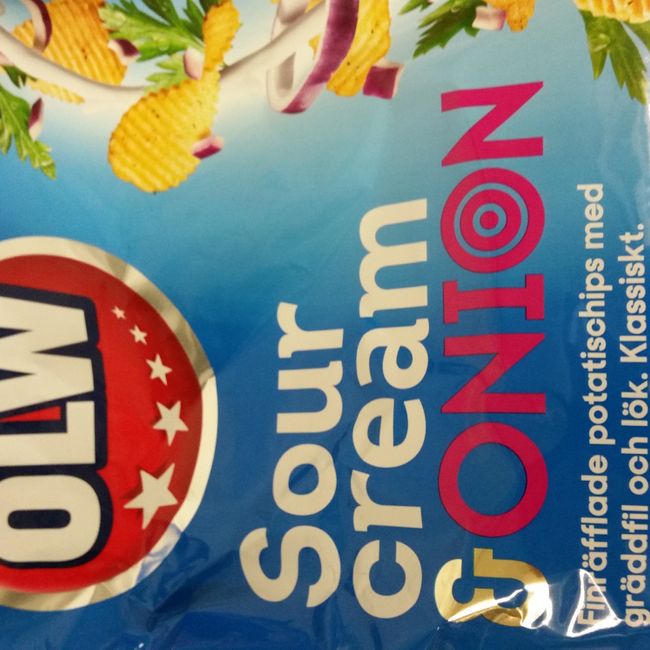 OLW
Sour
cream
& ONION
Finräfflade potatischips med
gräddfil och lök. Klassiskt.